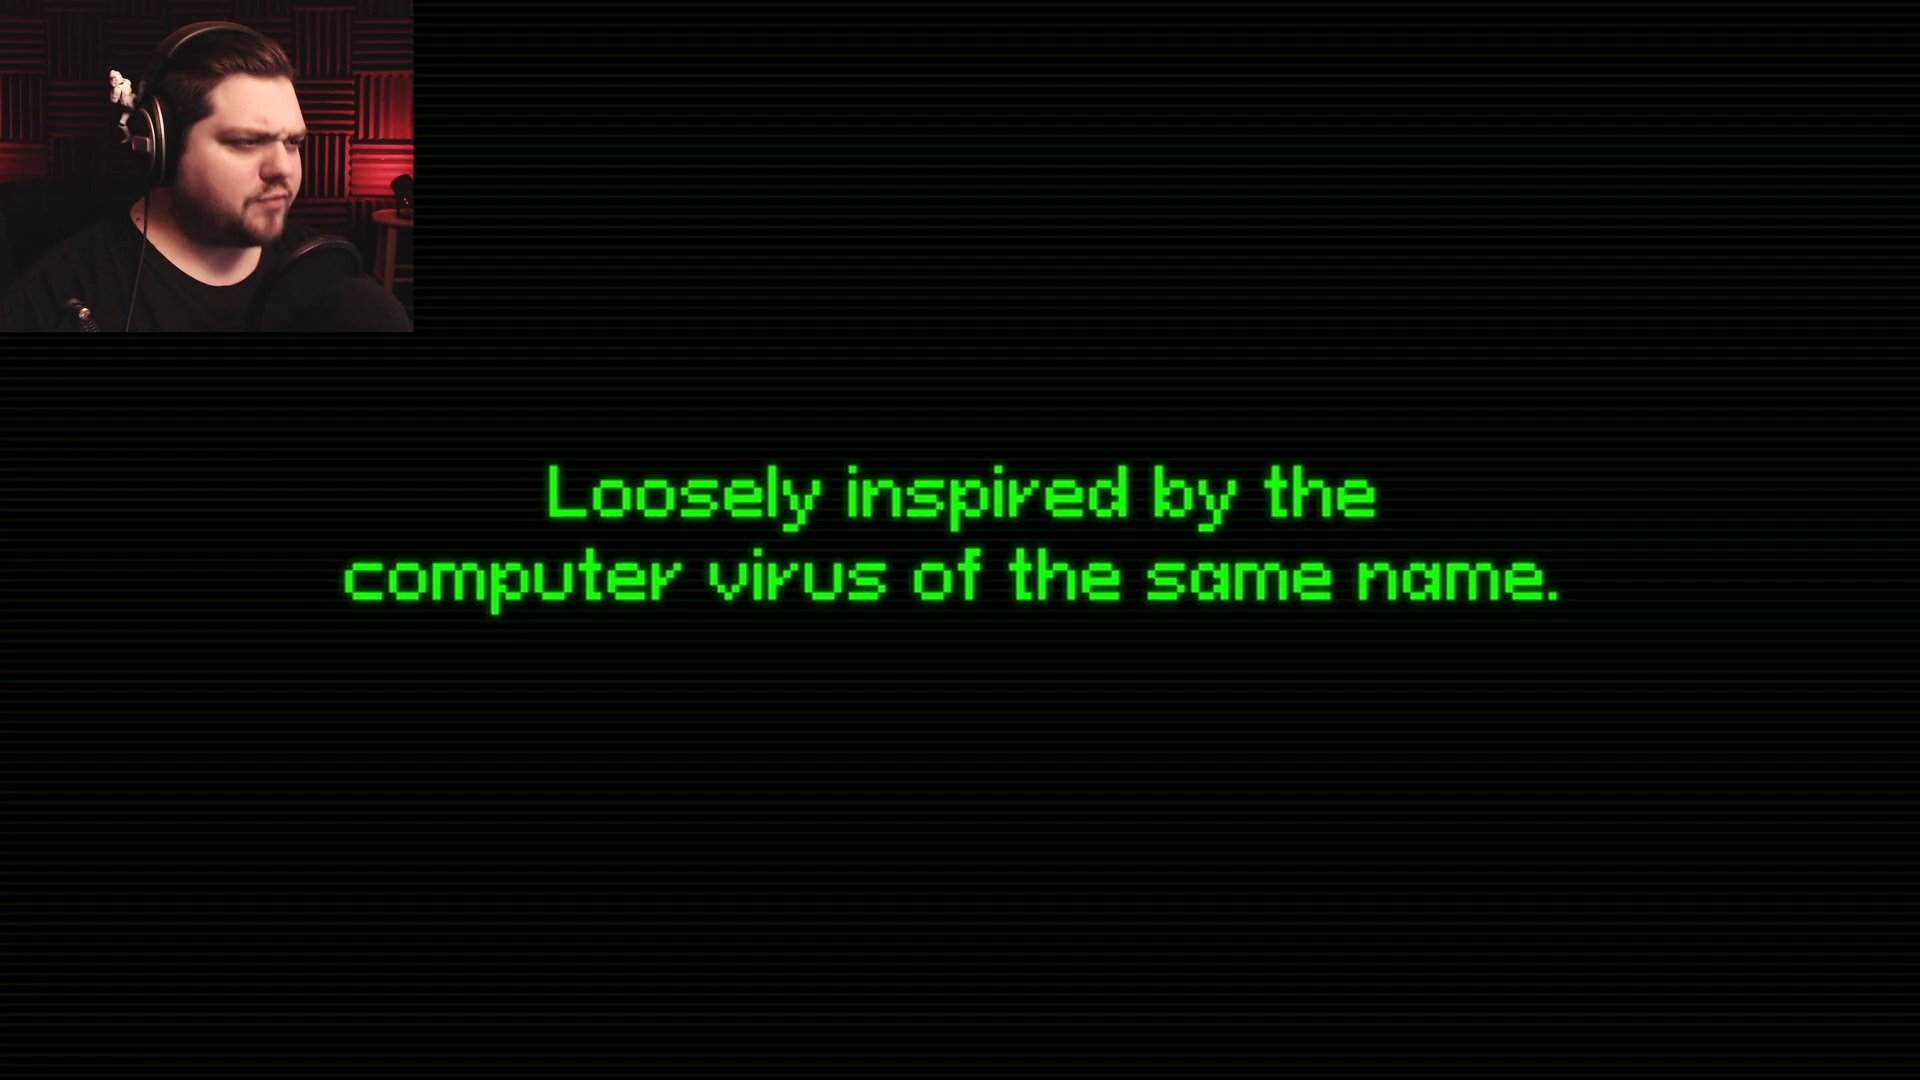 Loosely inspired by the
computer virus of the same name.